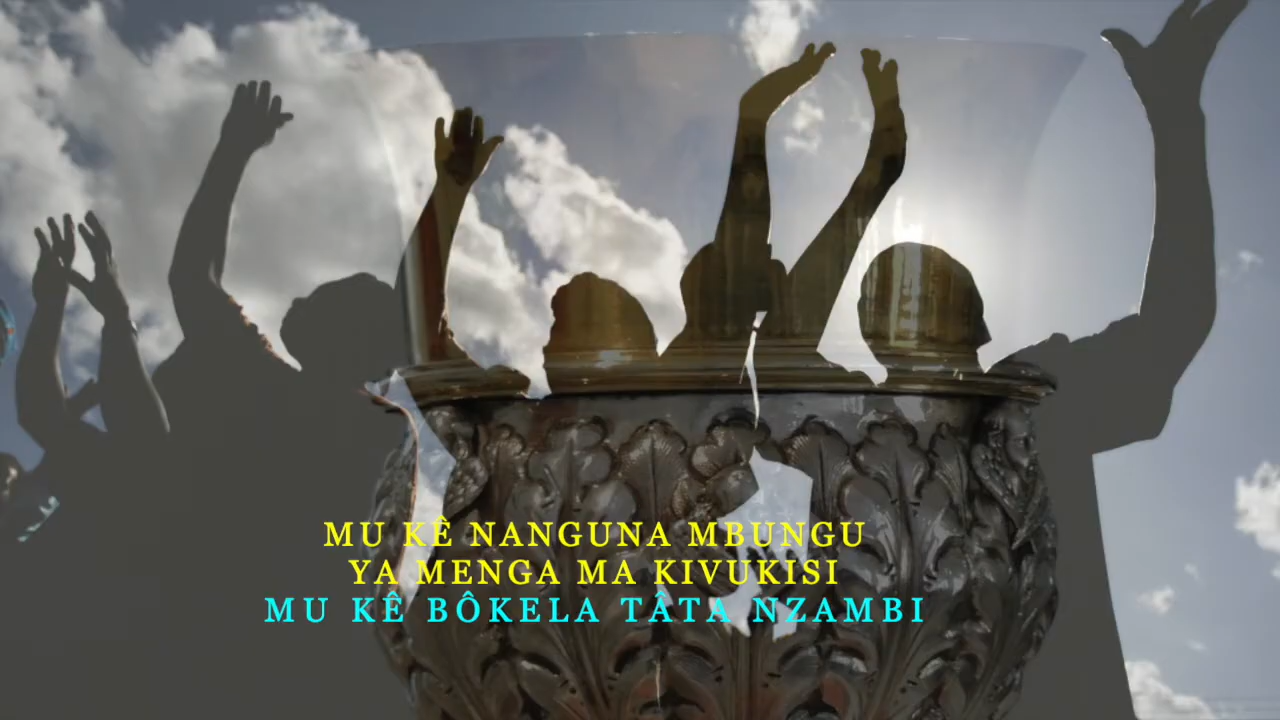 MU KÊ NANGUNA MBUNGU
YA MENGA MA KIVUKISI
MU KÊ BÔKELA TÂTA NZAMBI